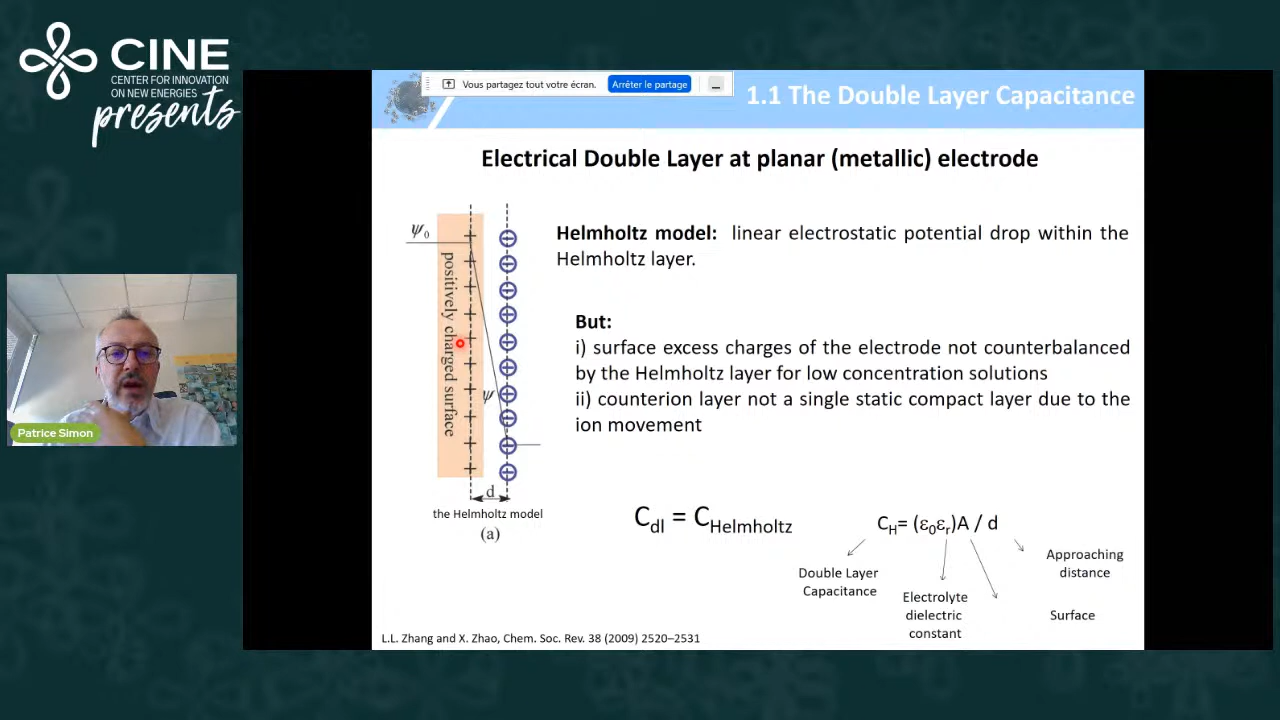 CINE
CENTER FOR INNOVATION
ON NEW ENERGIES
presents
Vous partagez tout votre écran.
Arrêter le partage
1.1 The Double Layer Capacitance
Electrical Double Layer at planar (metallic) electrode
ψ₀
positively charged surface
ψ
d
the Helmholtz model
(a)
Helmholtz model: linear electrostatic potential drop within the
Helmholtz layer.
But:
i) surface excess charges of the electrode not counterbalanced
by the Helmholtz layer for low concentration solutions
ii) counterion layer not a single static compact layer due to the
ion movement
Cdl = CHelmholtz
CH= (ε0εr)A / d
Double Layer
Capacitance
Electrolyte
dielectric
constant
Approaching
distance
Surface
L.L. Zhang and X. Zhao, Chem. Soc. Rev. 38 (2009) 2520–2531
Patrice Simon